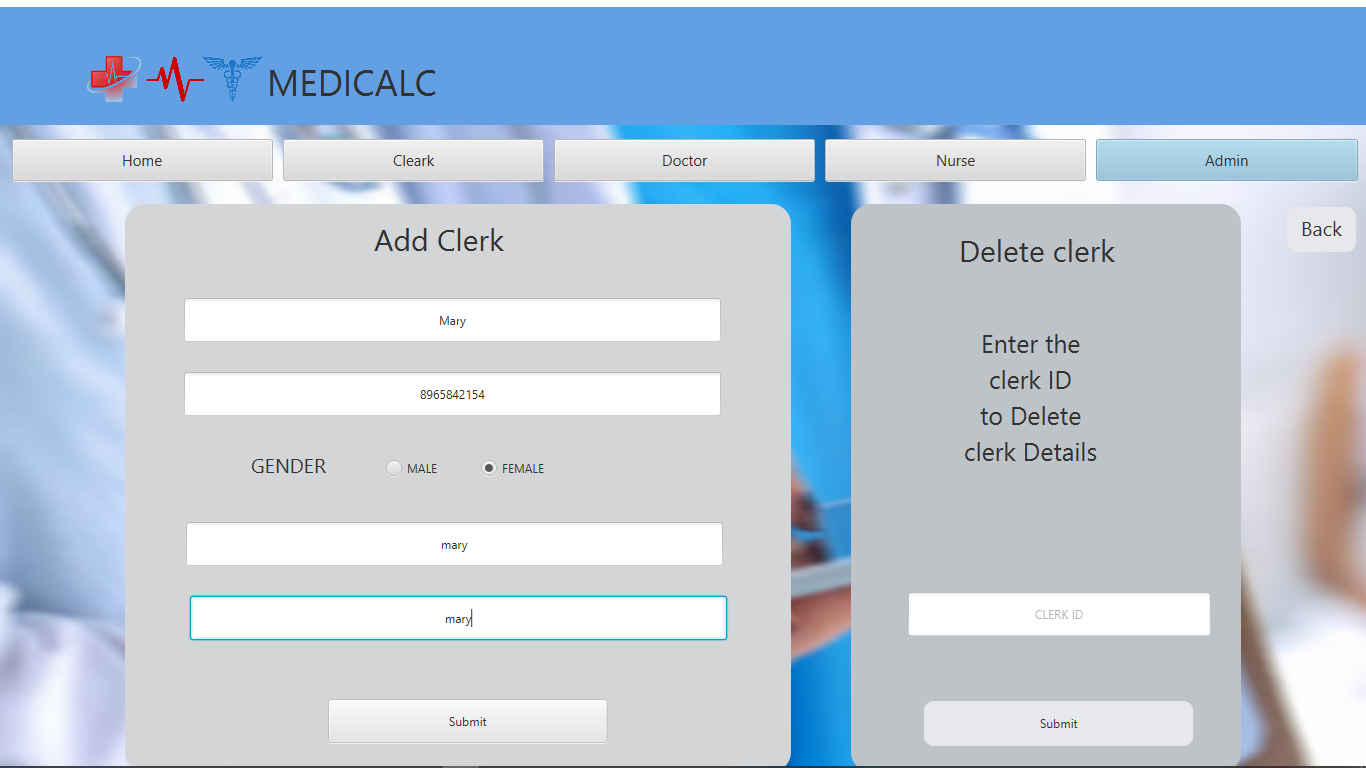 MEDICALC
Home
Cleark
Doctor
Nurse
Admin
Back
Add Clerk
Mary
8965842154
GENDER
MALE
FEMALE
mary
mary
Submit
Delete clerk
Enter the
clerk ID
to Delete
clerk Details
CLERK ID
Submit